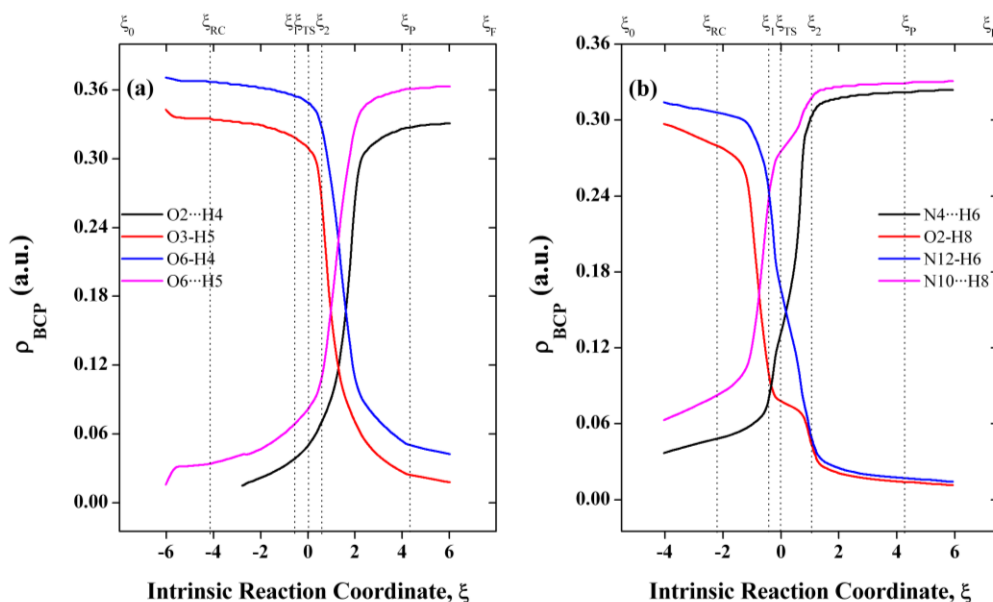 ξ0 ξRC ξ1 ξTS ξ2 ξP ξF
(a)
0.36
0.30
0.24
0.18
0.12
0.06
0.00
ρBCP (a.u.)
O2···H4
O3-H5
O6-H4
O6···H5
-6 -4 -2 0 2 4 6
Intrinsic Reaction Coordinate, ξ
ξ0 ξRC ξ1 ξTS ξ2 ξP
(b)
0.36
0.30
0.24
0.18
0.12
0.06
0.00
ρBCP (a.u.)
N4···H6
O2-H8
N12-H6
N10···H8
-4 -2 0 2 4 6
Intrinsic Reaction Coordinate, ξ